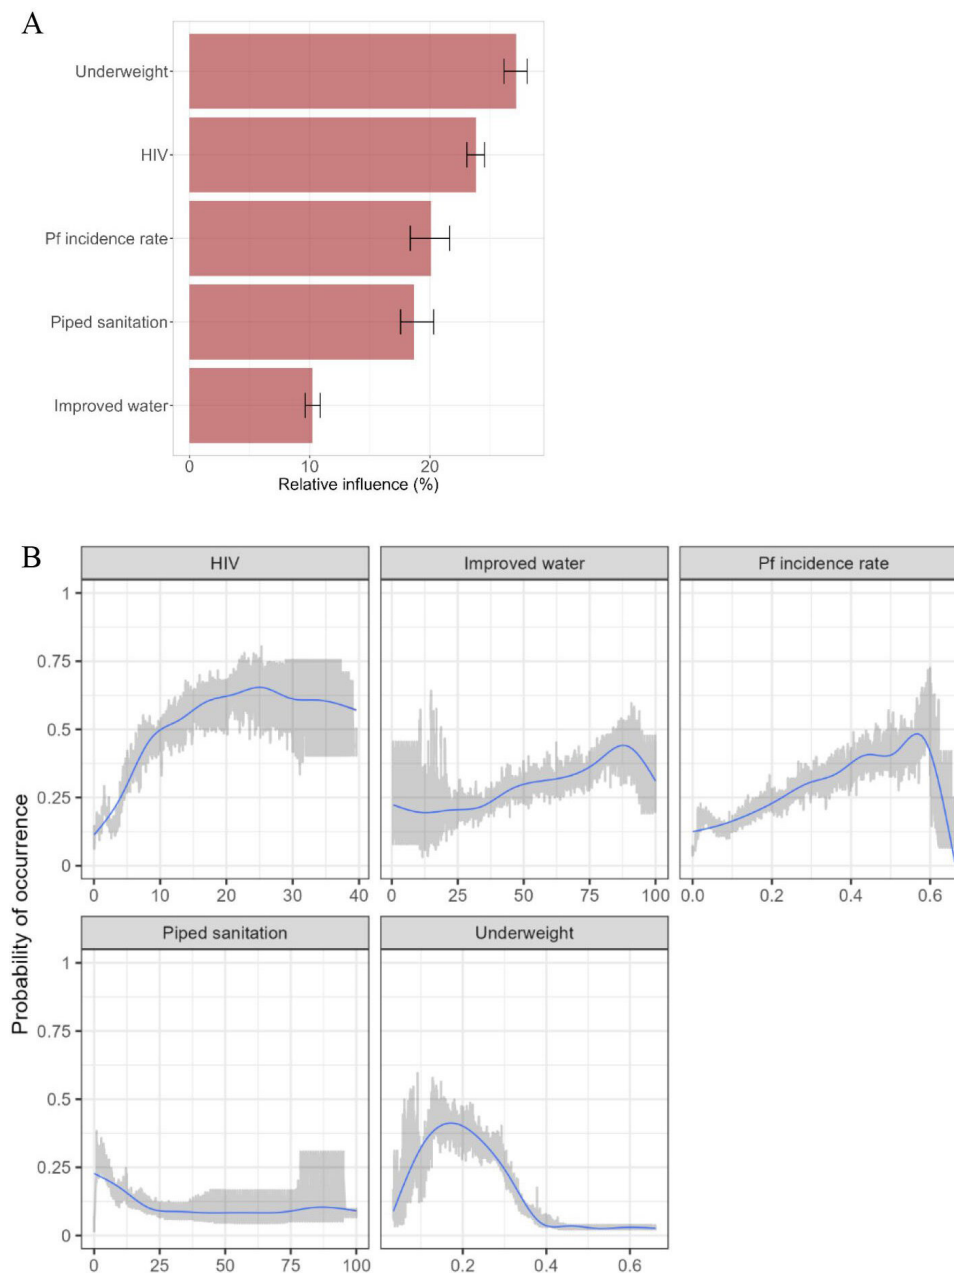 A
Underweight
HIV
Pf incidence rate
Piped sanitation
Improved water
0 10 20
Relative influence (%)
B
HIV Improved water Pf incidence rate
1
0.75
0.5
0.25
0
0 10 20 30 40 0 25 50 75 100 0.0 0.2 0.4 0.6
Probability of occurrence
Piped sanitation Underweight
1
0.75
0.5
0.25
0
0 25 50 75 100 0.2 0.4 0.6